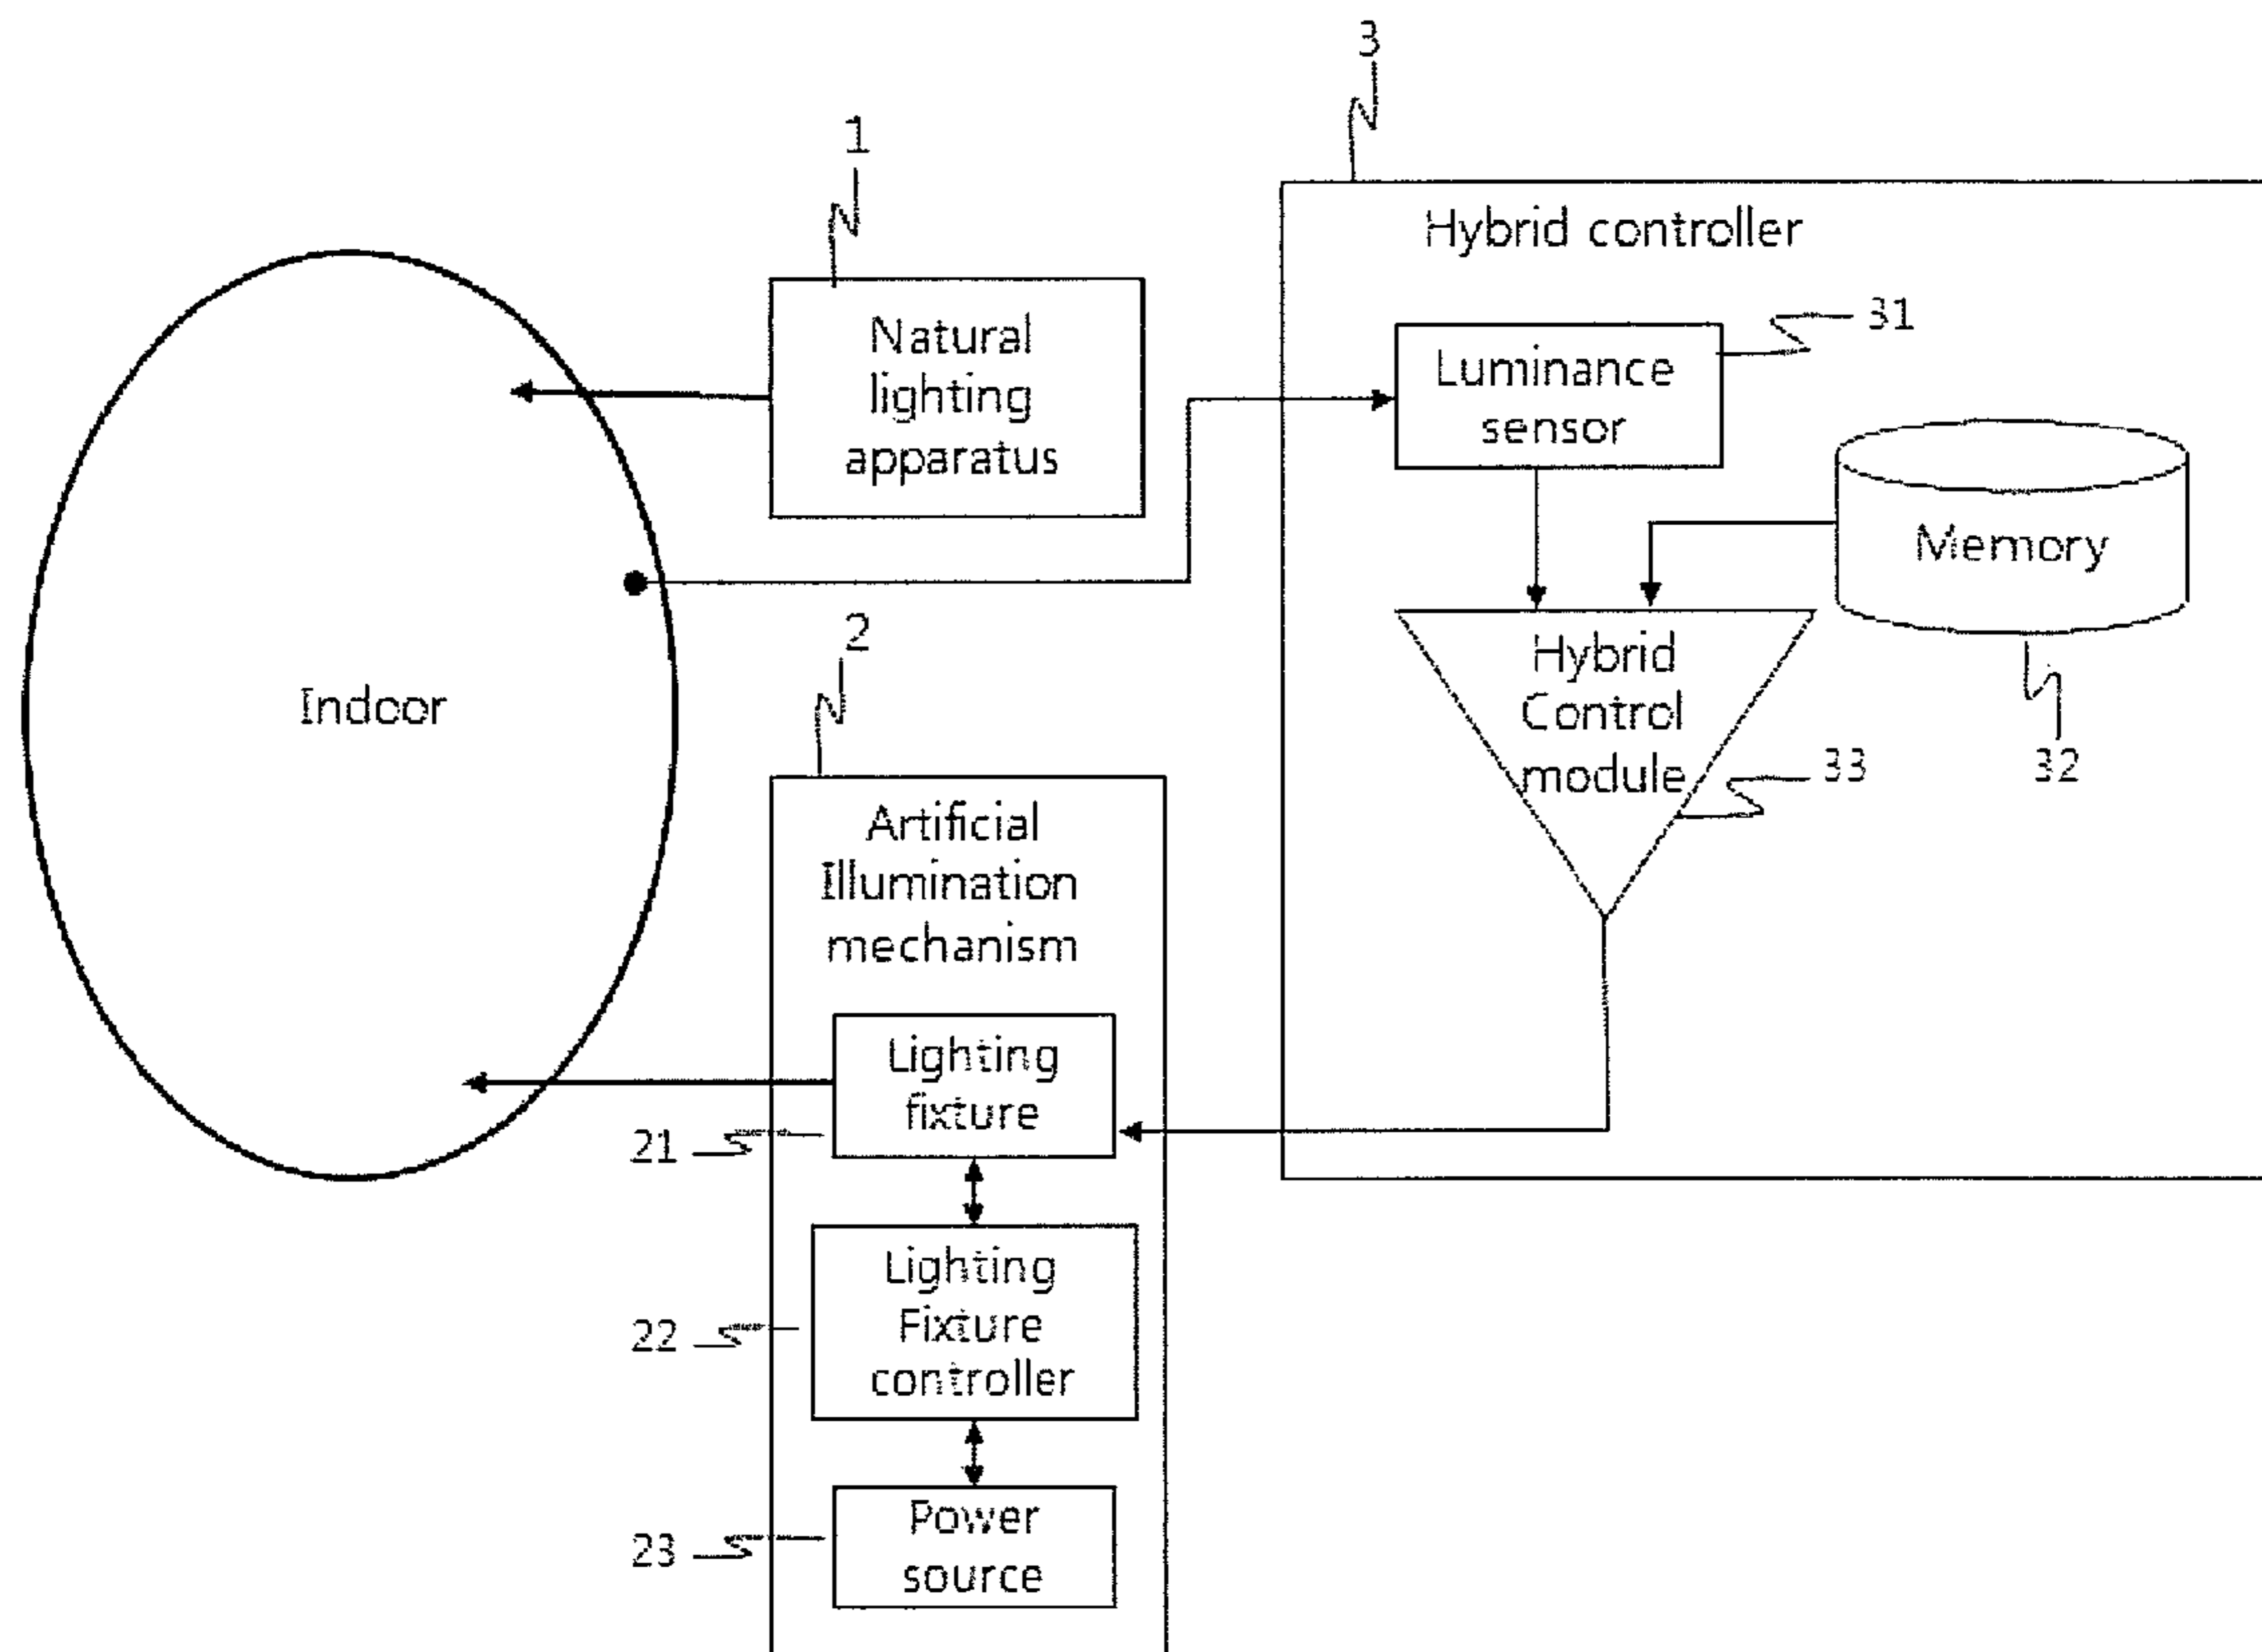 3
1
Hybrid controller
Natural
lighting
apparatus
31
Luminance
sensor
Memory
32
Hybrid
Control
module
33
2
Indoor
Artificial
Illumination
mechanism
Lighting
fixture
21
Lighting
Fixture
controller
22
Power
source
23